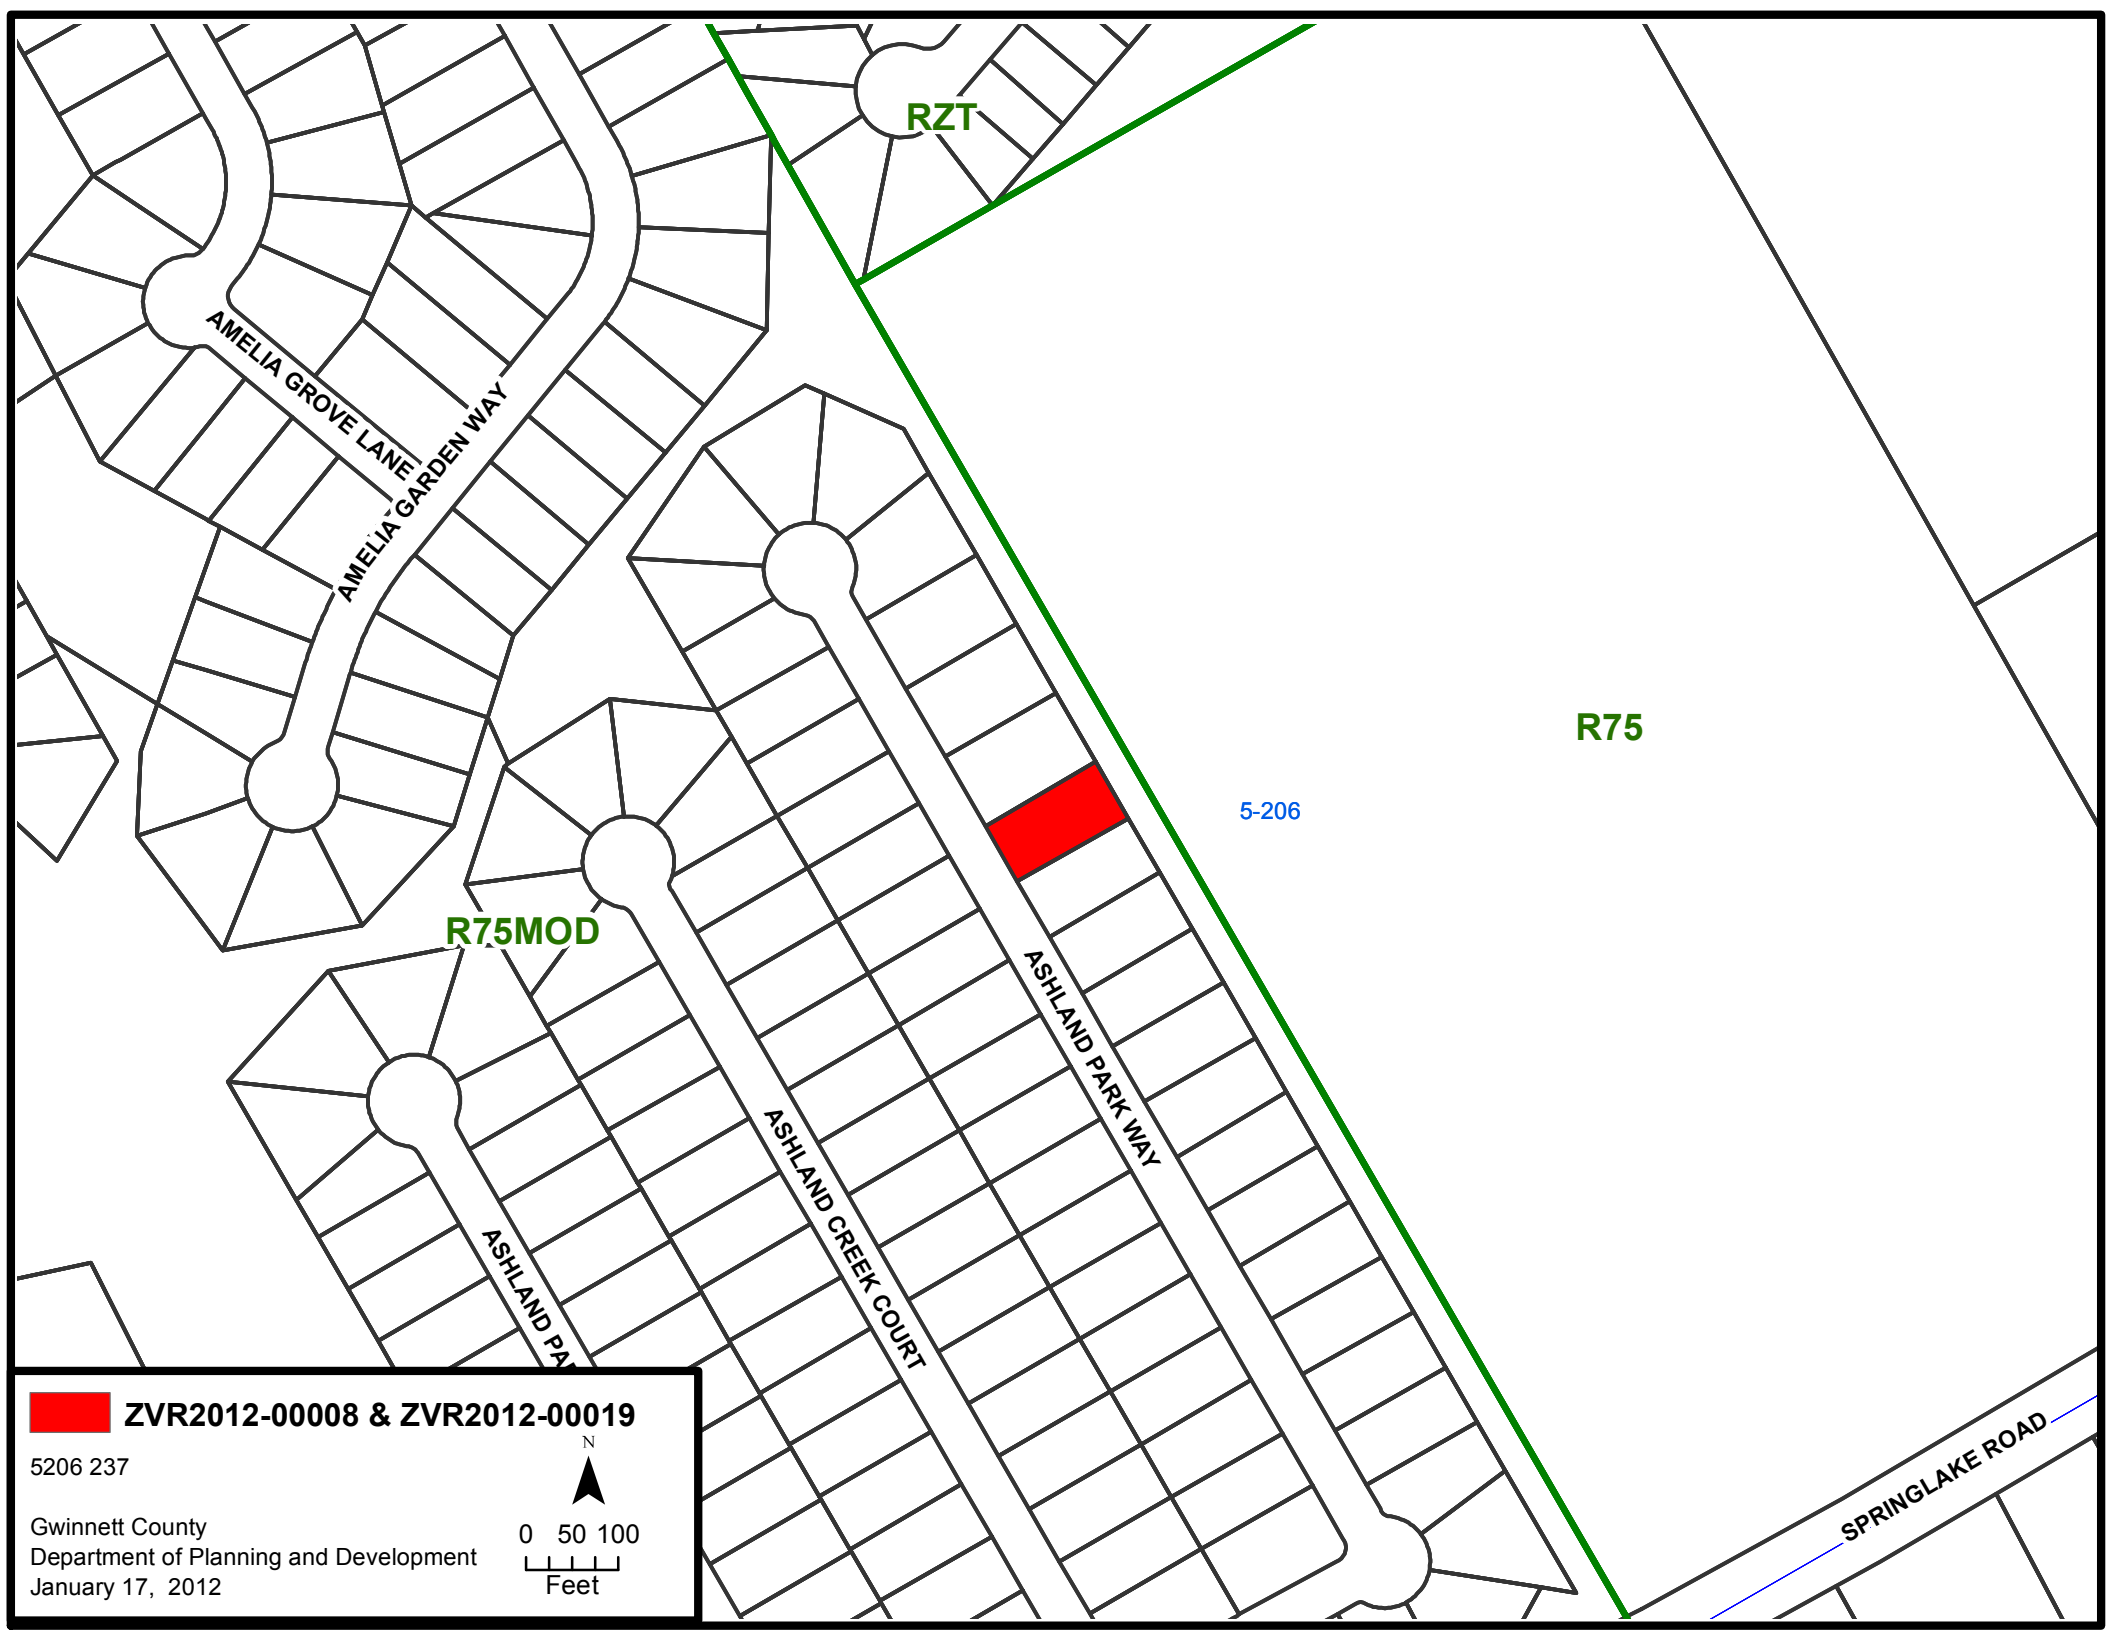 RZT
AMELIA GROVE LANE
AMELIA GARDEN WAY
R75
5-206
R75MOD
ASHLAND PARK WAY
ASHLAND CREEK COURT
ASHLAND PA
SPRINGLAKE ROAD
ZVR2012-00008 & ZVR2012-00019
5206 237
N
Gwinnett County
Department of Planning and Development
January 17, 2012
0 50 100
Feet